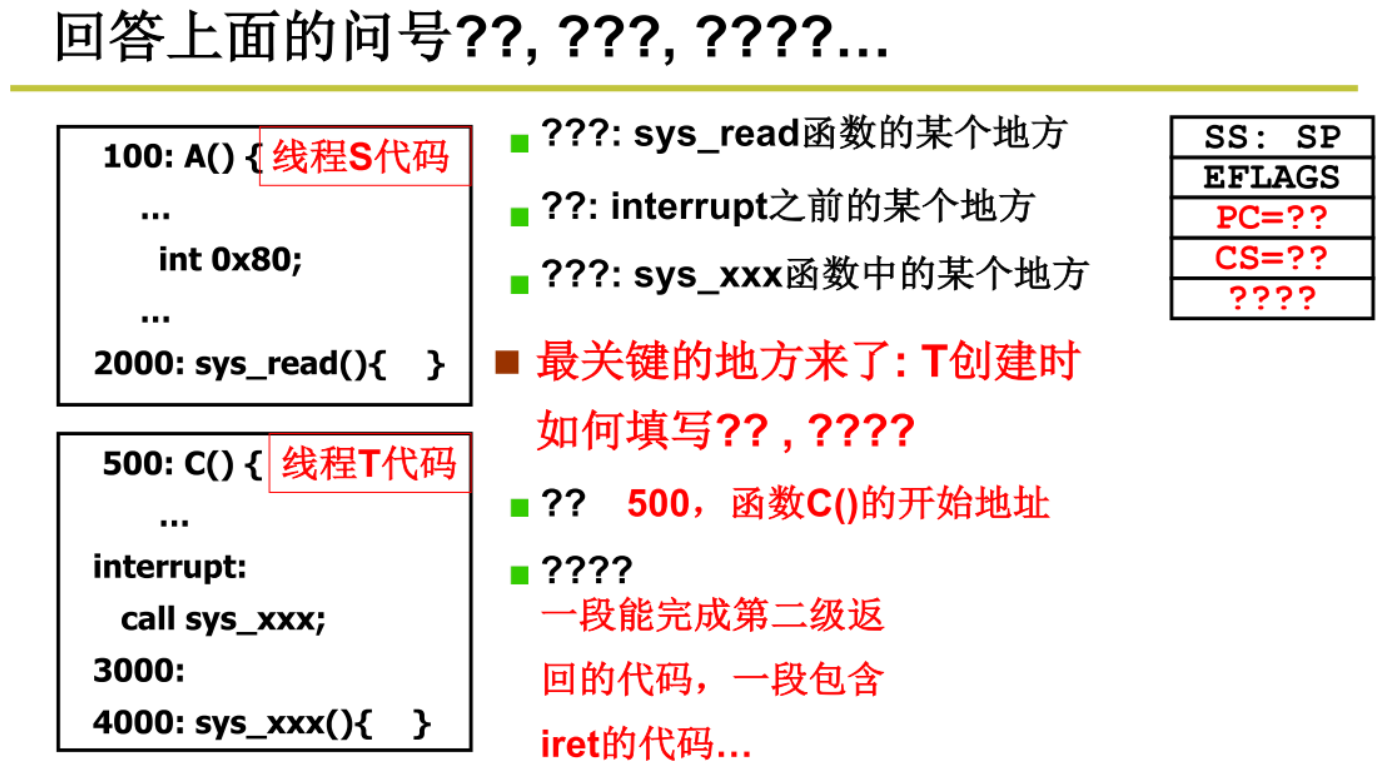 回答上面的问号??, ???, ????...
100: A() { 线程S代码
...
int 0x80;
...
2000: sys_read(){ }
500: C() { 线程T代码
...
interrupt:
call sys_xxx;
3000:
4000: sys_xxx(){ }
???: sys_read函数的某个地方
??: interrupt之前的某个地方
???: sys_xxx函数中的某个地方
最关键的地方来了: T创建时
如何填写?? , ????
?? 500，函数C()的开始地址
????
一段能完成第二级返
回的代码，一段包含
iret的代码...
SS: SP
EFLAGS
PC=??
CS=??
????